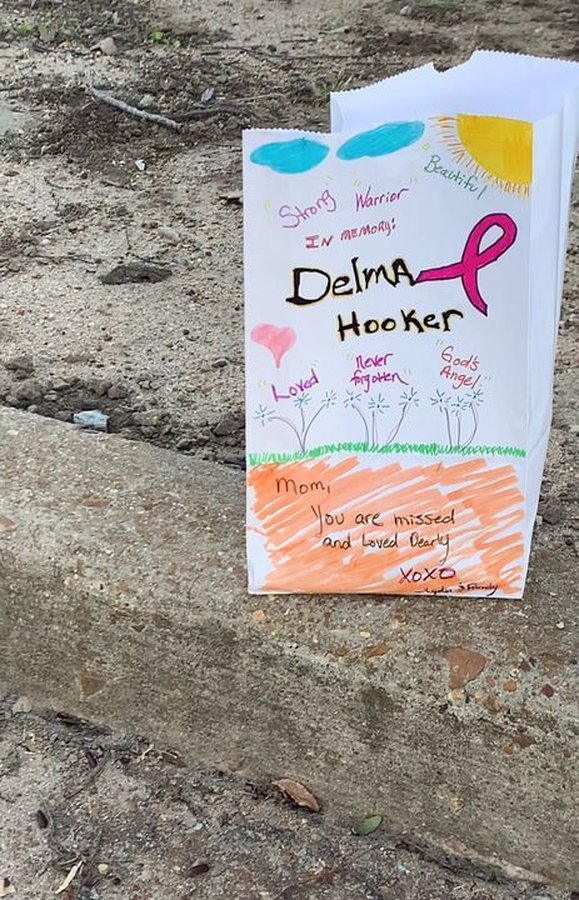 "Beautiful"
"Strong" "Warrior"
IN MEMORY:
DelmA
HooKer
"Loved" "Never "God's
forgotten" Angel"
Mom,
You are missed
and Loved Dearly
XOXO
& Family